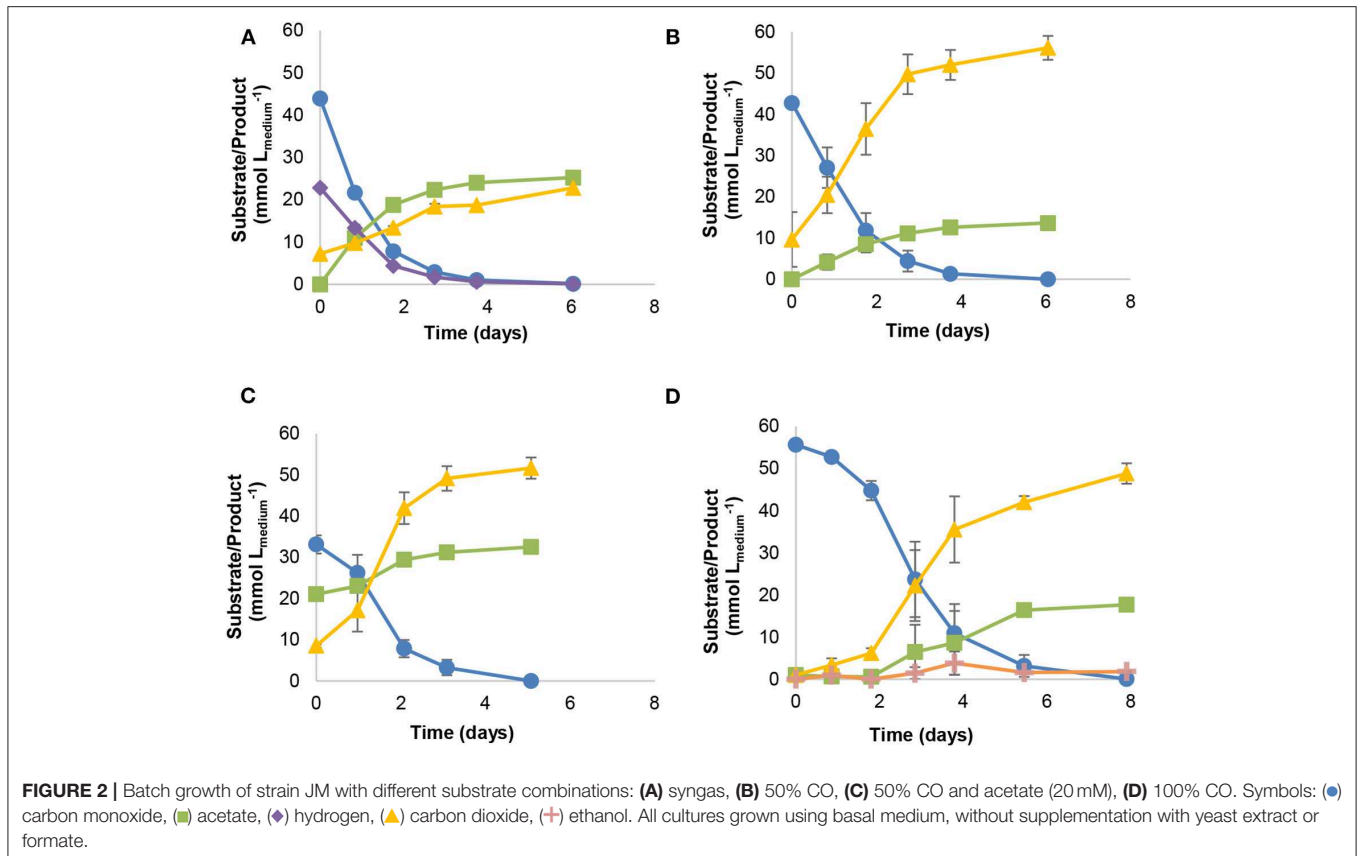 A
Substrate/Product
(mmol L_medium^-1)
60
50
40
30
20
10
0
0 2 4 6 8
Time (days)
B
Substrate/Product
(mmol L_medium^-1)
60
50
40
30
20
10
0
0 2 4 6 8
Time (days)
C
Substrate/Product
(mmol L_medium^-1)
60
50
40
30
20
10
0
0 2 4 6 8
Time (days)
D
Substrate/Product
(mmol L_medium^-1)
60
50
40
30
20
10
0
0 2 4 6 8
Time (days)
FIGURE 2 | Batch growth of strain JM with different substrate combinations: (A) syngas, (B) 50% CO, (C) 50% CO and acetate (20 mM), (D) 100% CO. Symbols: (●)
carbon monoxide, (■) acetate, (◆) hydrogen, (▲) carbon dioxide, (+) ethanol. All cultures grown using basal medium, without supplementation with yeast extract or
formate.